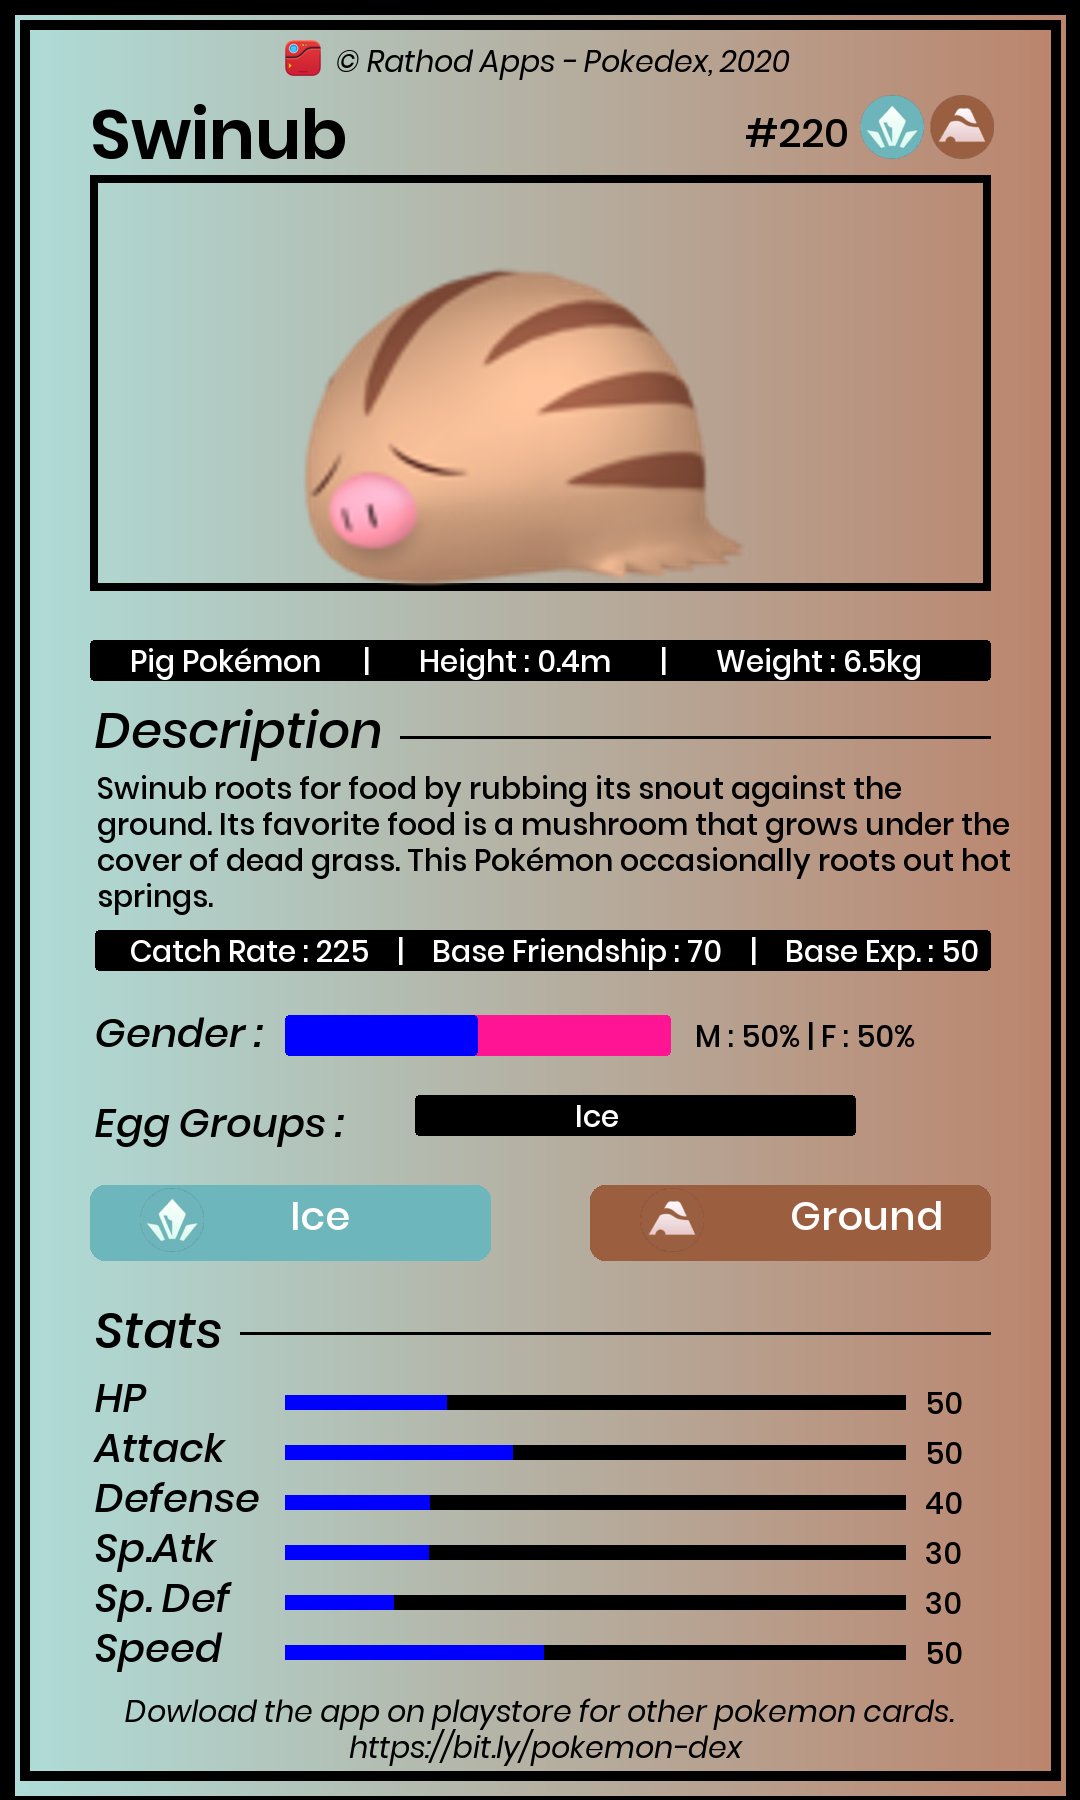 © Rathod Apps - Pokedex, 2020
Swinub
#220
Pig Pokémon | Height : 0.4m | Weight : 6.5kg
Description
Swinub roots for food by rubbing its snout against the
ground. Its favorite food is a mushroom that grows under the
cover of dead grass. This Pokémon occasionally roots out hot
springs.
Catch Rate : 225 | Base Friendship : 70 | Base Exp. : 50
Gender : M : 50% | F : 50%
Egg Groups : Ice
Ice Ground
Stats
HP 50
Attack 50
Defense 40
Sp.Atk 30
Sp. Def 30
Speed 50
Dowload the app on playstore for other pokemon cards.
https://bit.ly/pokemon-dex